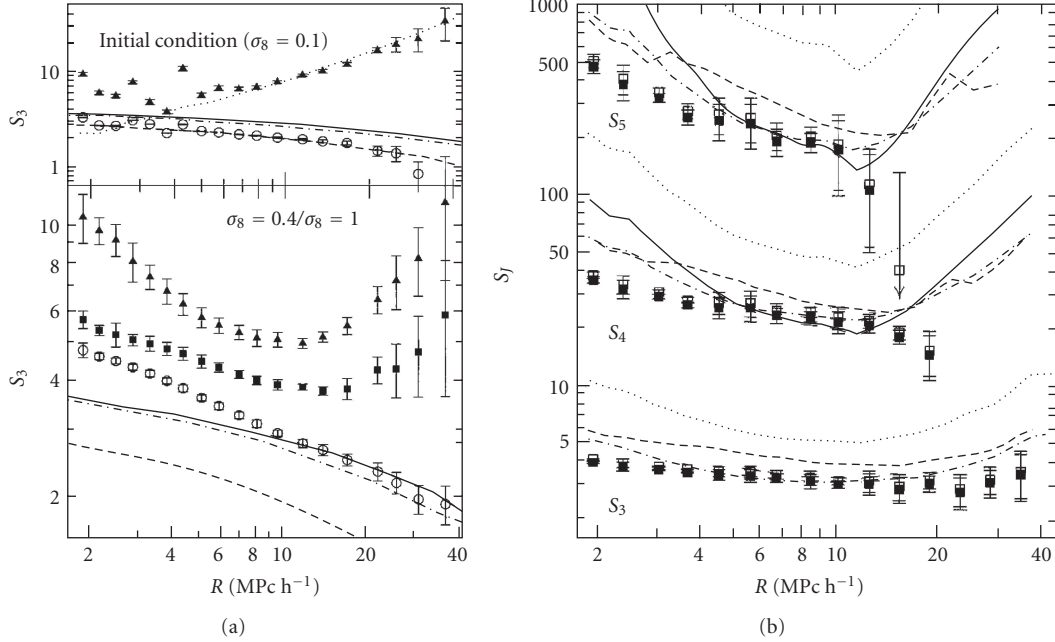 Initial condition (σ8 = 0.1)
S3
10
1
σ8 = 0.4/σ8 = 1
S3
10
8
6
4
2
2
4
6
8
10
20
40
R (MPc h−1)
(a)
1000
500
100
50
10
5
SJ
S5
S4
S3
2
4
6
8
10
20
40
R (MPc h−1)
(b)